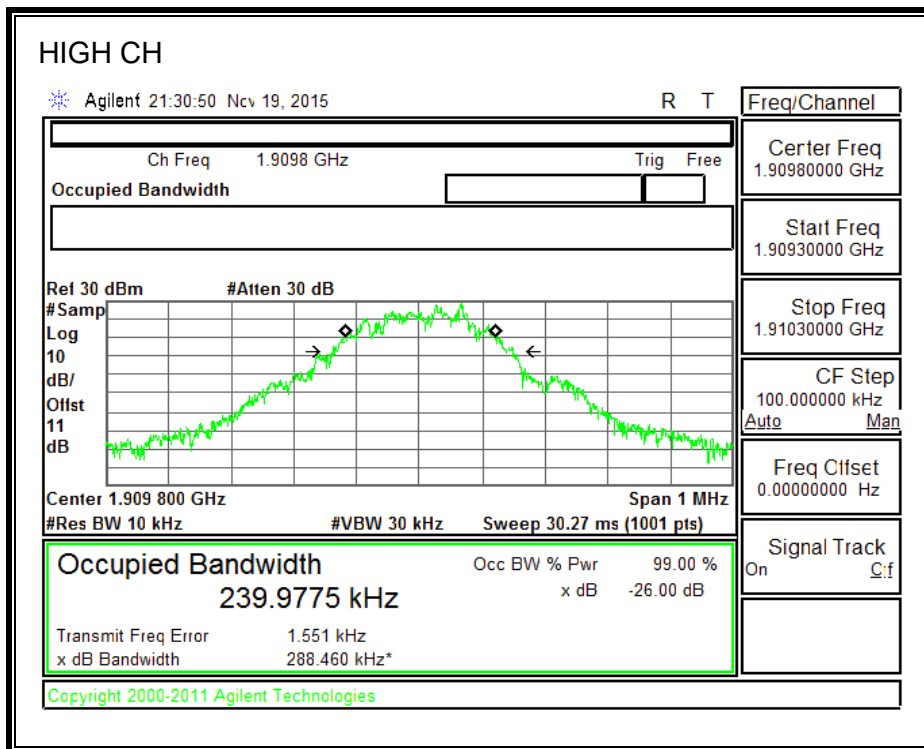 HIGH CH
Agilent 21:30:50 Nov 19, 2015 R T
Freq/Channel
Ch Freq 1.9098 GHz Trig Free
Occupied Bandwidth
Center Freq
1.90980000 GHz
Start Freq
1.90930000 GHz
Stop Freq
1.91030000 GHz
CF Step
100.000000 kHz
Auto Man
Freq Offset
0.00000000 Hz
Signal Track
On Off
Ref 30 dBm #Atten 30 dB
#Samp
Log
10
dB/
Offst
11
dB
Center 1.909 800 GHz Span 1 MHz
#Res BW 10 kHz #VBW 30 kHz Sweep 30.27 ms (1001 pts)
Occupied Bandwidth
239.9775 kHz
Occ BW % Pwr 99.00 %
x dB -26.00 dB
Transmit Freq Error 1.551 kHz
x dB Bandwidth 288.460 kHz*
Copyright 2000-2011 Agilent Technologies